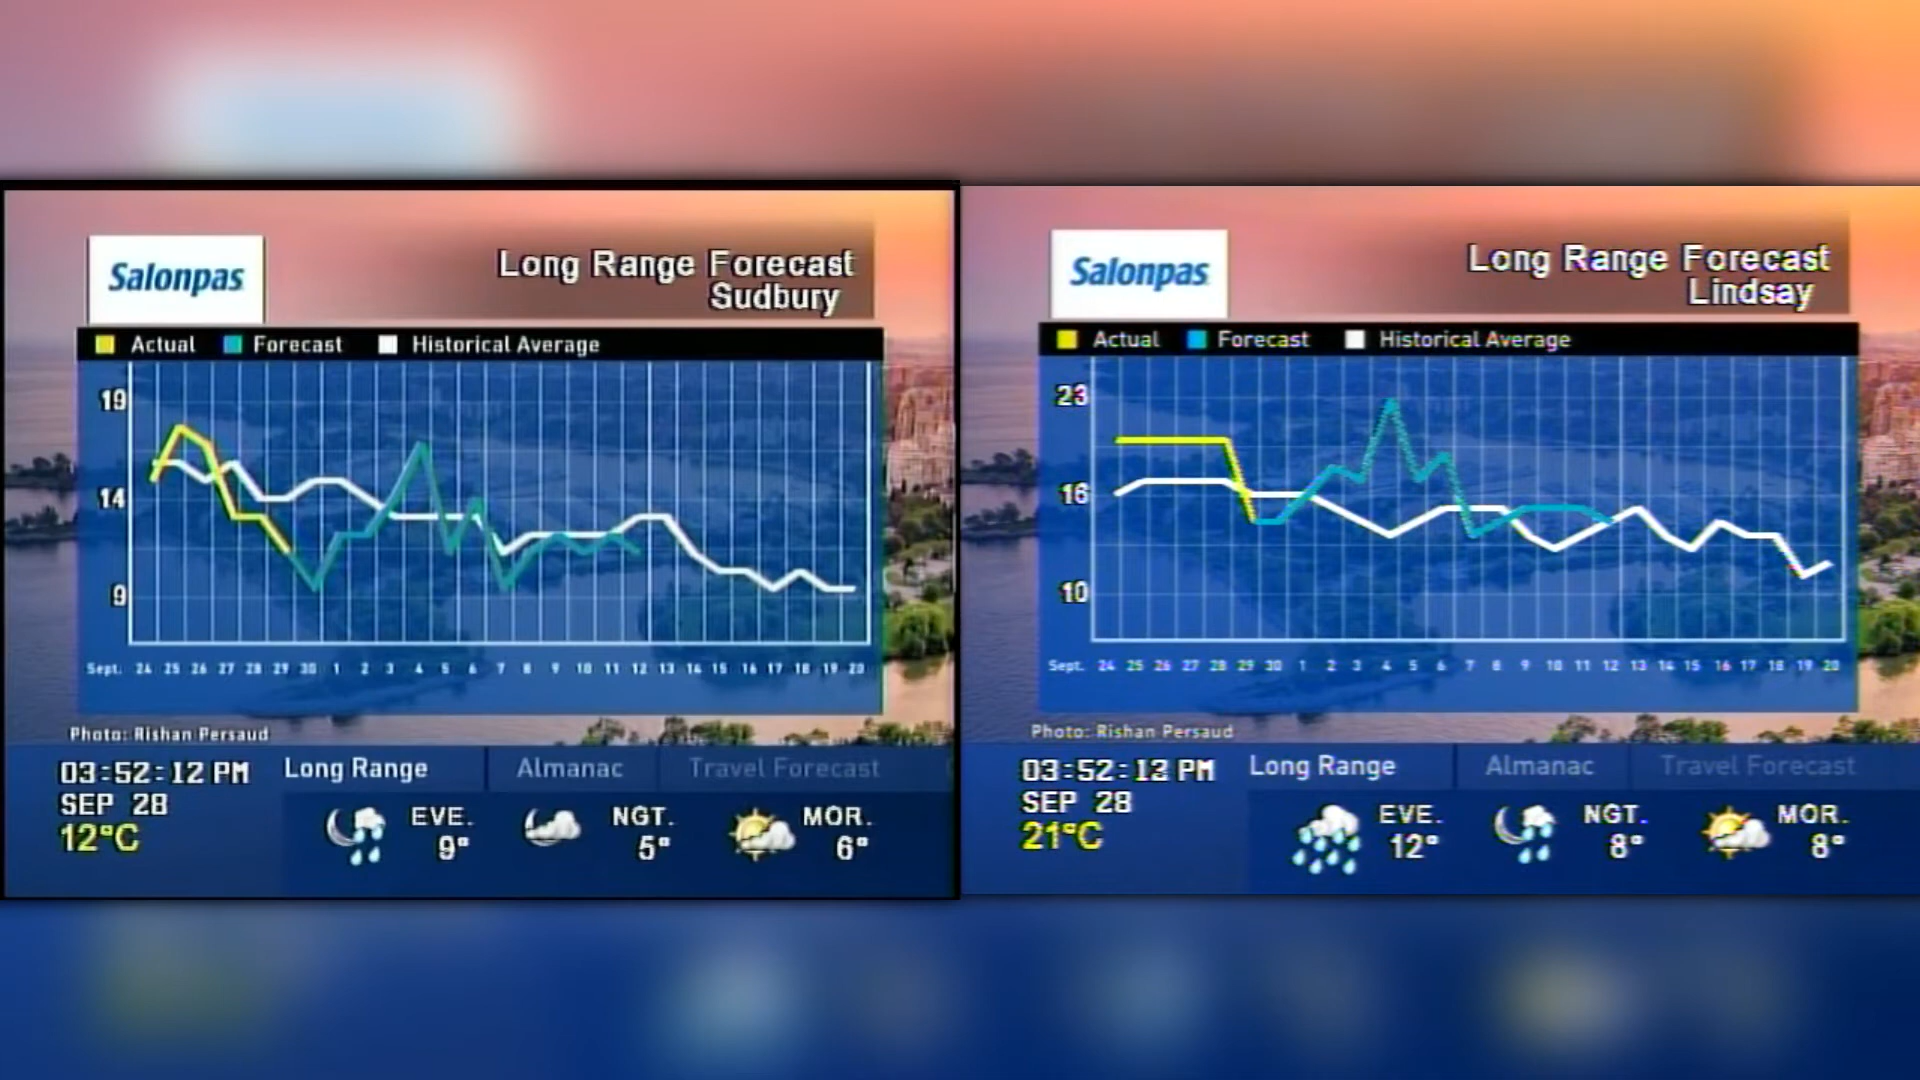 Salonpas
Long Range Forecast
Sudbury
Actual Forecast Historical Average
19
14
9
Sept. 24 25 26 27 28 29 30 1 2 3 4 5 6 7 8 9 10 11 12 13 14 15 16 17 18 19 20
Photo: Rishan Persaud
03:52:12 PM
SEP 28
12°C
Long Range Almanac Travel Forecast
EVE.
9°
NGT.
5°
MOR.
6°
Salonpas
Long Range Forecast
Lindsay
Actual Forecast Historical Average
23
16
10
Sept. 24 25 26 27 28 29 30 1 2 3 4 5 6 7 8 9 10 11 12 13 14 15 16 17 18 19 20
Photo: Rishan Persaud
SEP 28
21°C
Long Range Almanac Travel Forecast
EVE.
12°
NGT.
8°
MOR.
8°